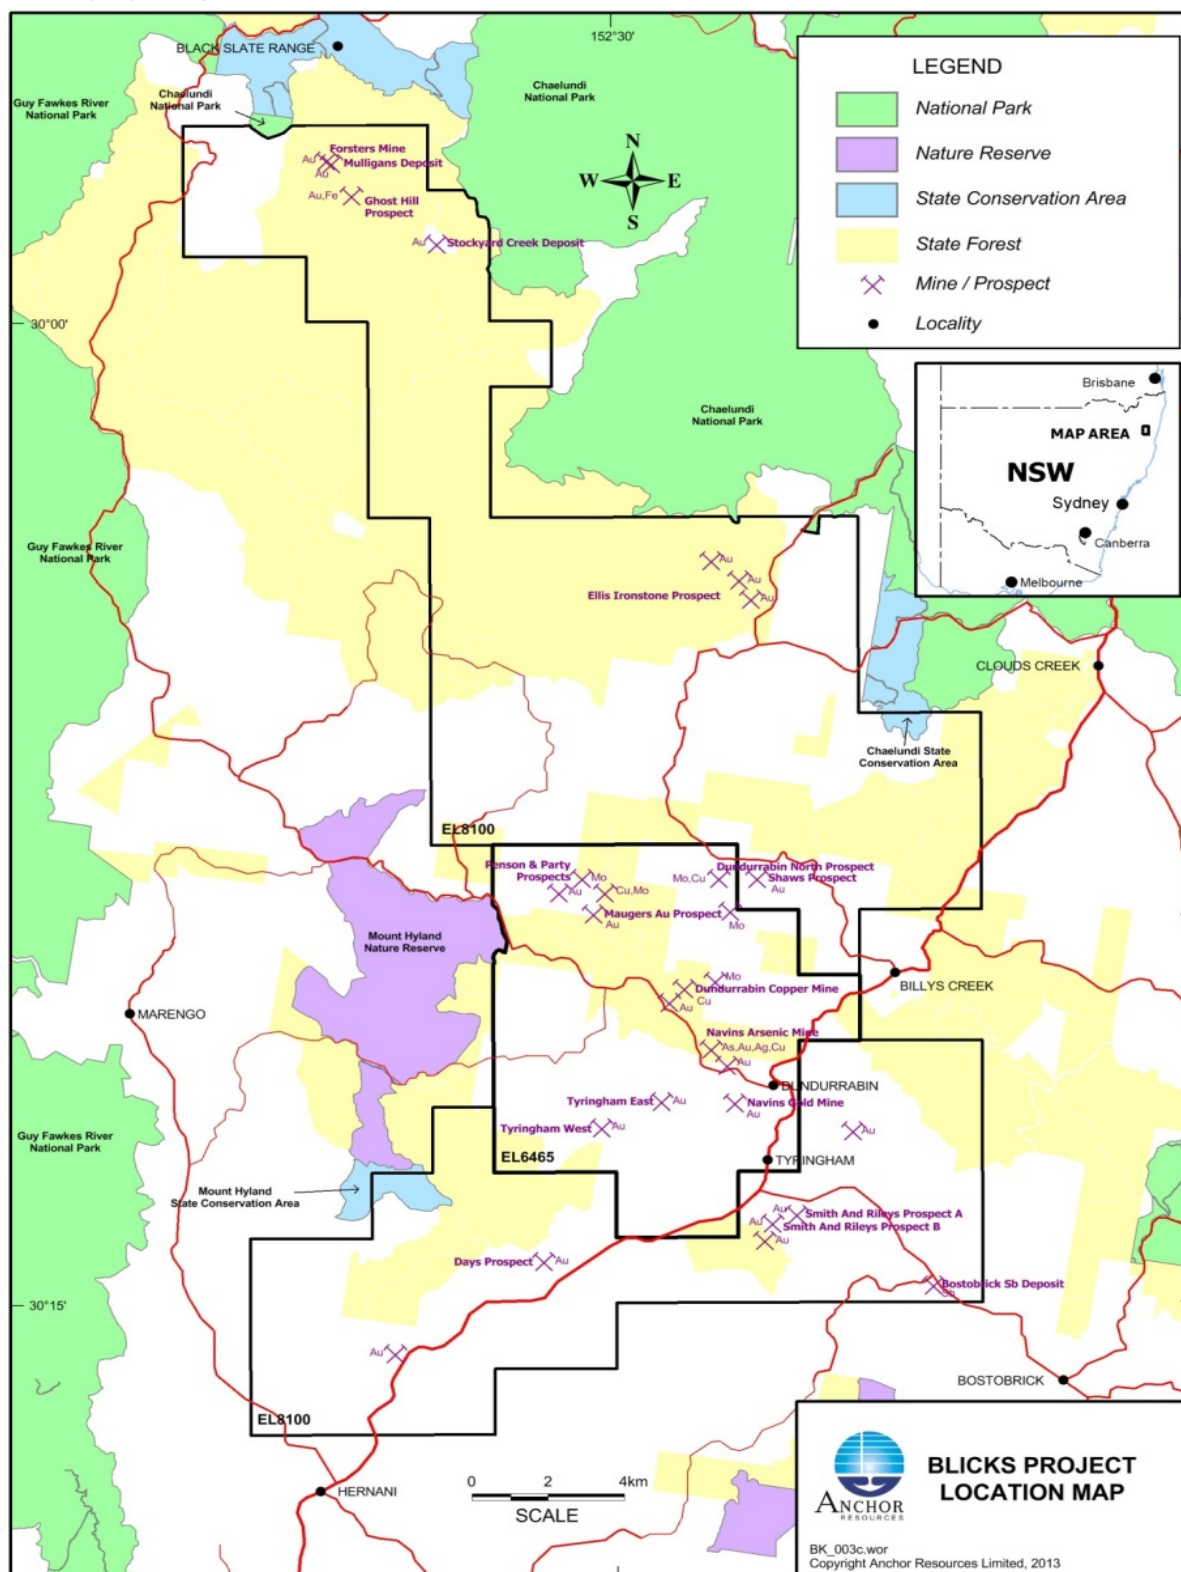 BLACK SLATE RANGE
152°30'
Guy Fawkes River
National Park
Chaelundi
National Park
Chaelundi
National Park
LEGEND
National Park
Nature Reserve
State Conservation Area
State Forest
Mine / Prospect
Locality
N
W
E
S
Forsters Mine
Au
Mulligans Deposit
Au
Au,Fe
Ghost Hill
Prospect
Au
Stockyard Creek Deposit
30°00'
Brisbane
MAP AREA
NSW
Sydney
Canberra
Melbourne
Chaelundi
National Park
Guy Fawkes River
National Park
Au
Au
Ellis Ironstone Prospect
Au
CLOUDS CREEK
Chaelundi State
Conservation Area
EL8100
Penson & Party
Prospects
Mo
Au
Cu,Mo
Dundurrabin North Prospect
Mo,Cu
Shaws Prospect
Au
Maugers Au Prospect
Au
Mo
Mount Hyland
Nature Reserve
Mo
Dundurrabin Copper Mine
Au
Cu
BILLYS CREEK
MARENGO
Navins Arsenic Mine
As,Au,Ag,Cu
Au
DUNDURRABIN
Tyringham East
Au
Navins Gold Mine
Au
Tyringham West
Au
Au
Guy Fawkes River
National Park
EL6465
TYRINGHAM
Mount Hyland
State Conservation Area
Au
Smith And Rileys Prospect A
Au
Smith And Rileys Prospect B
Au
Days Prospect
Au
Bostobrick Sb Deposit
Sb
30°15'
Au
BOSTOBRICK
EL8100
HERNANI
0 2 4km
SCALE
ANCHOR
RESOURCES
BLICKS PROJECT
LOCATION MAP
BK_003c.wor
Copyright Anchor Resources Limited, 2013